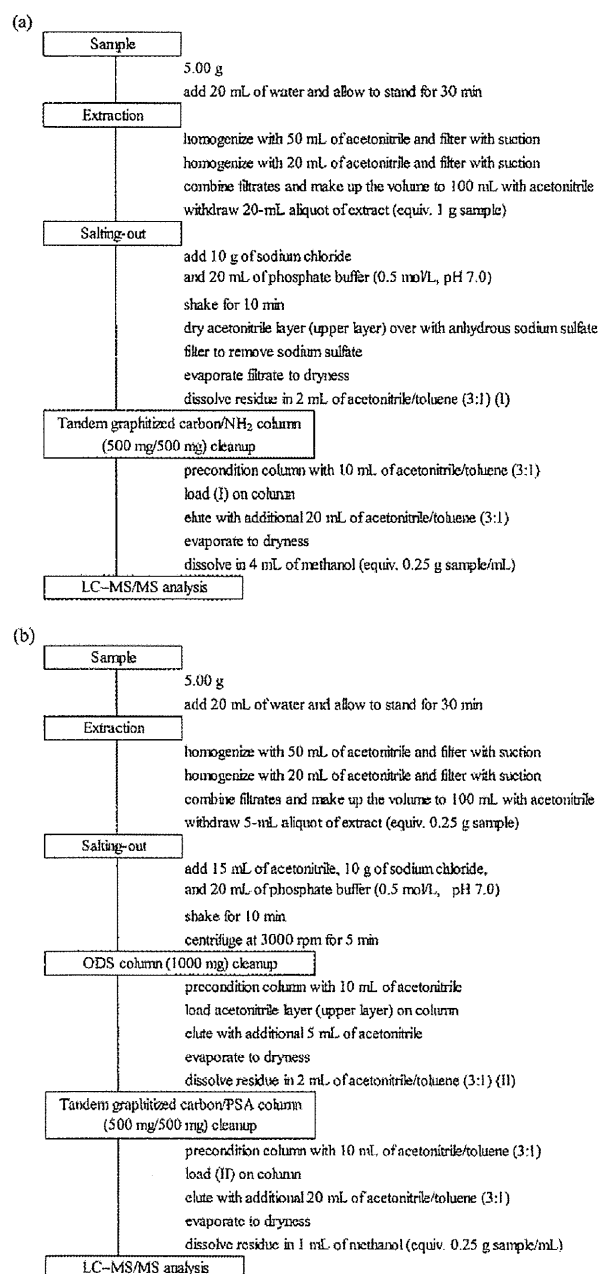 (a)
Sample
5.00 g
add 20 mL of water and allow to stand for 30 min
Extraction
homogenize with 50 mL of acetonitrile and filter with suction
homogenize with 20 mL of acetonitrile and filter with suction
combine filtrates and make up the volume to 100 mL with acetonitrile
withdraw 20-mL aliquot of extract (equiv. 1 g sample)
Salting-out
add 10 g of sodium chloride
and 20 mL of phosphate buffer (0.5 mol/L, pH 7.0)
shake for 10 min
dry acetonitrile layer (upper layer) over with anhydrous sodium sulfate
filter to remove sodium sulfate
evaporate filtrate to dryness
dissolve residue in 2 mL of acetonitrile/toluene (3:1) (I)
Tandem graphitized carbon/NH₂ column
(500 mg/500 mg) cleanup
precondition column with 10 mL of acetonitrile/toluene (3:1)
load (I) on column
elute with additional 20 mL of acetonitrile/toluene (3:1)
evaporate to dryness
dissolve in 4 mL of methanol (equiv. 0.25 g sample/mL)
LC–MS/MS analysis
(b)
Sample
5.00 g
add 20 mL of water and allow to stand for 30 min
Extraction
homogenize with 50 mL of acetonitrile and filter with suction
homogenize with 20 mL of acetonitrile and filter with suction
combine filtrates and make up the volume to 100 mL with acetonitrile
withdraw 5-mL aliquot of extract (equiv. 0.25 g sample)
Salting-out
add 15 mL of acetonitrile, 10 g of sodium chloride,
and 20 mL of phosphate buffer (0.5 mol/L, pH 7.0)
shake for 10 min
centrifuge at 3000 rpm for 5 min
ODS column (1000 mg) cleanup
precondition column with 10 mL of acetonitrile
load acetonitrile layer (upper layer) on column
elute with additional 5 mL of acetonitrile
evaporate to dryness
dissolve residue in 2 mL of acetonitrile/toluene (3:1) (II)
Tandem graphitized carbon/PSA column
(500 mg/500 mg) cleanup
precondition column with 10 mL of acetonitrile/toluene (3:1)
load (II) on column
elute with additional 20 mL of acetonitrile/toluene (3:1)
evaporate to dryness
dissolve residue in 1 mL of methanol (equiv. 0.25 g sample/mL)
LC–MS/MS analysis